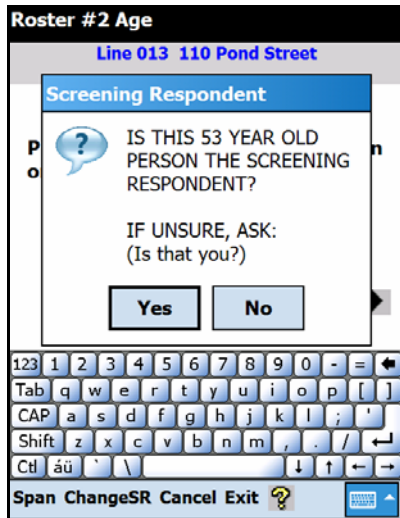 Roster #2 Age
Line 013 110 Pond Street
Screening Respondent
P
n
o
?
IS THIS 53 YEAR OLD
PERSON THE SCREENING
RESPONDENT?
IF UNSURE, ASK:
(Is that you?)
Yes No
123 1 2 3 4 5 6 7 8 9 0 - =
Tab q w e r t y u i o p [ ]
CAP a s d f g h j k l ; '
Shift z x c v b n m , . /
Ctl áü ` \
Span ChangeSR Cancel Exit ?